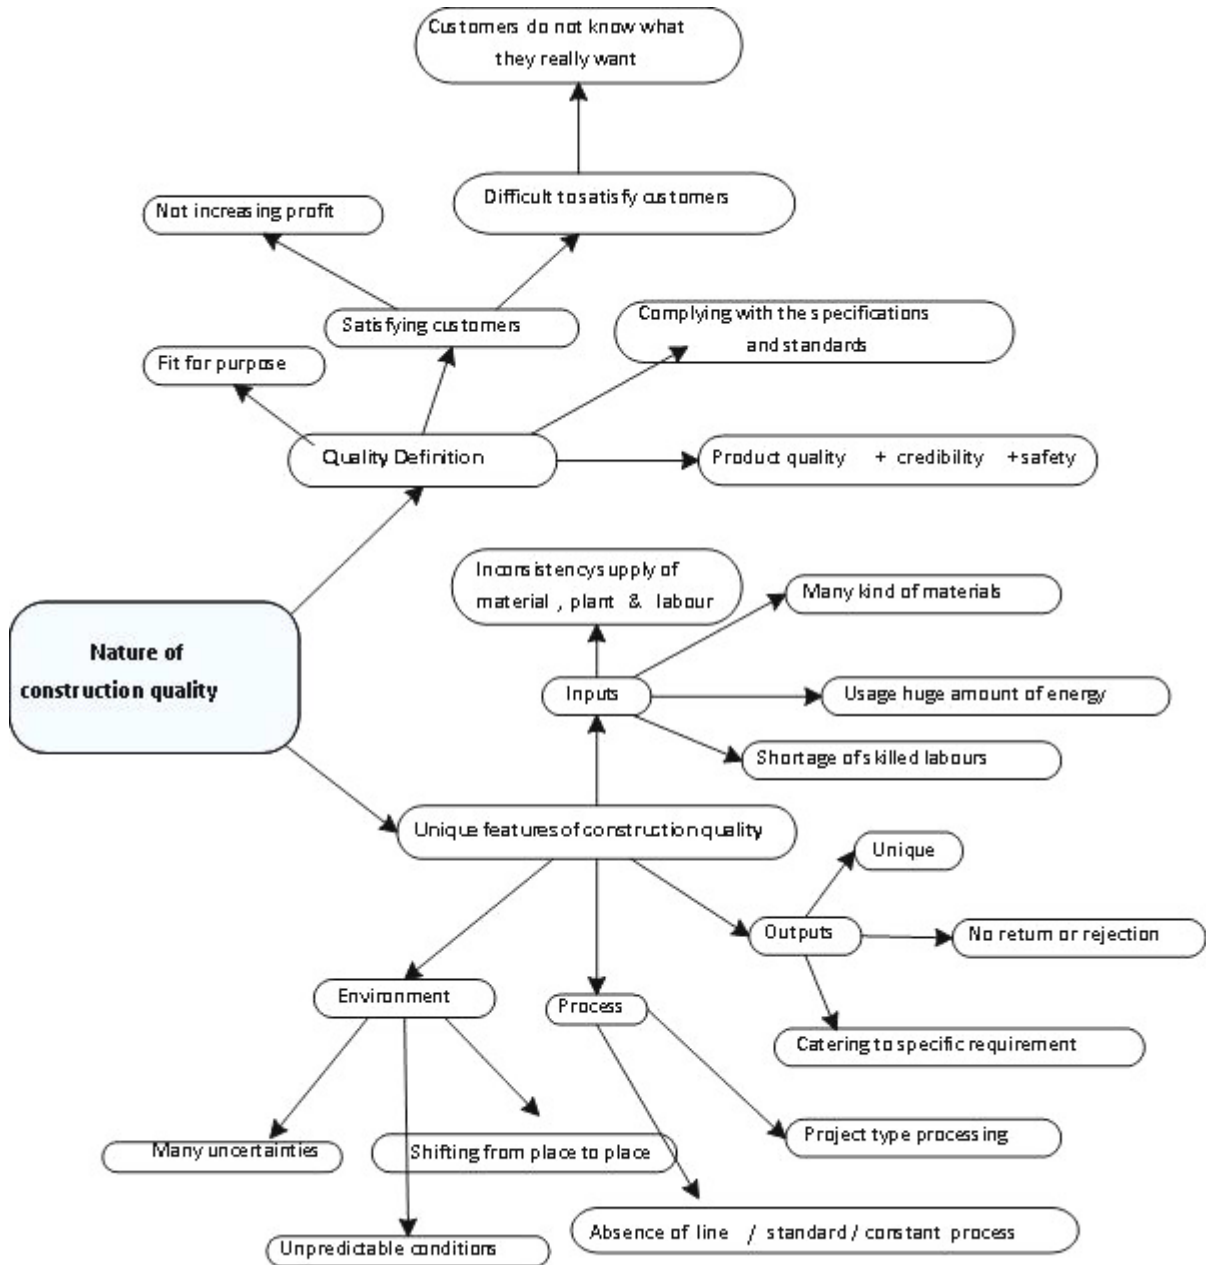 Customers do not know what
they really want
Difficult to satisfy customers
Not increasing profit
Satisfying customers
Complying with the specifications
and standards
Fit for purpose
Quality Definition
Product quality + credibility +safety
Inconsistency supply of
material , plant & labour
Many kind of materials
Nature of
construction quality
Inputs
Usage huge amount of energy
Shortage of skilled labours
Unique features of construction quality
Unique
Outputs
No return or rejection
Environment
Process
Catering to specific requirement
Project type processing
Many uncertainties
Shifting from place to place
Absence of line / standard / constant process
Unpredictable conditions